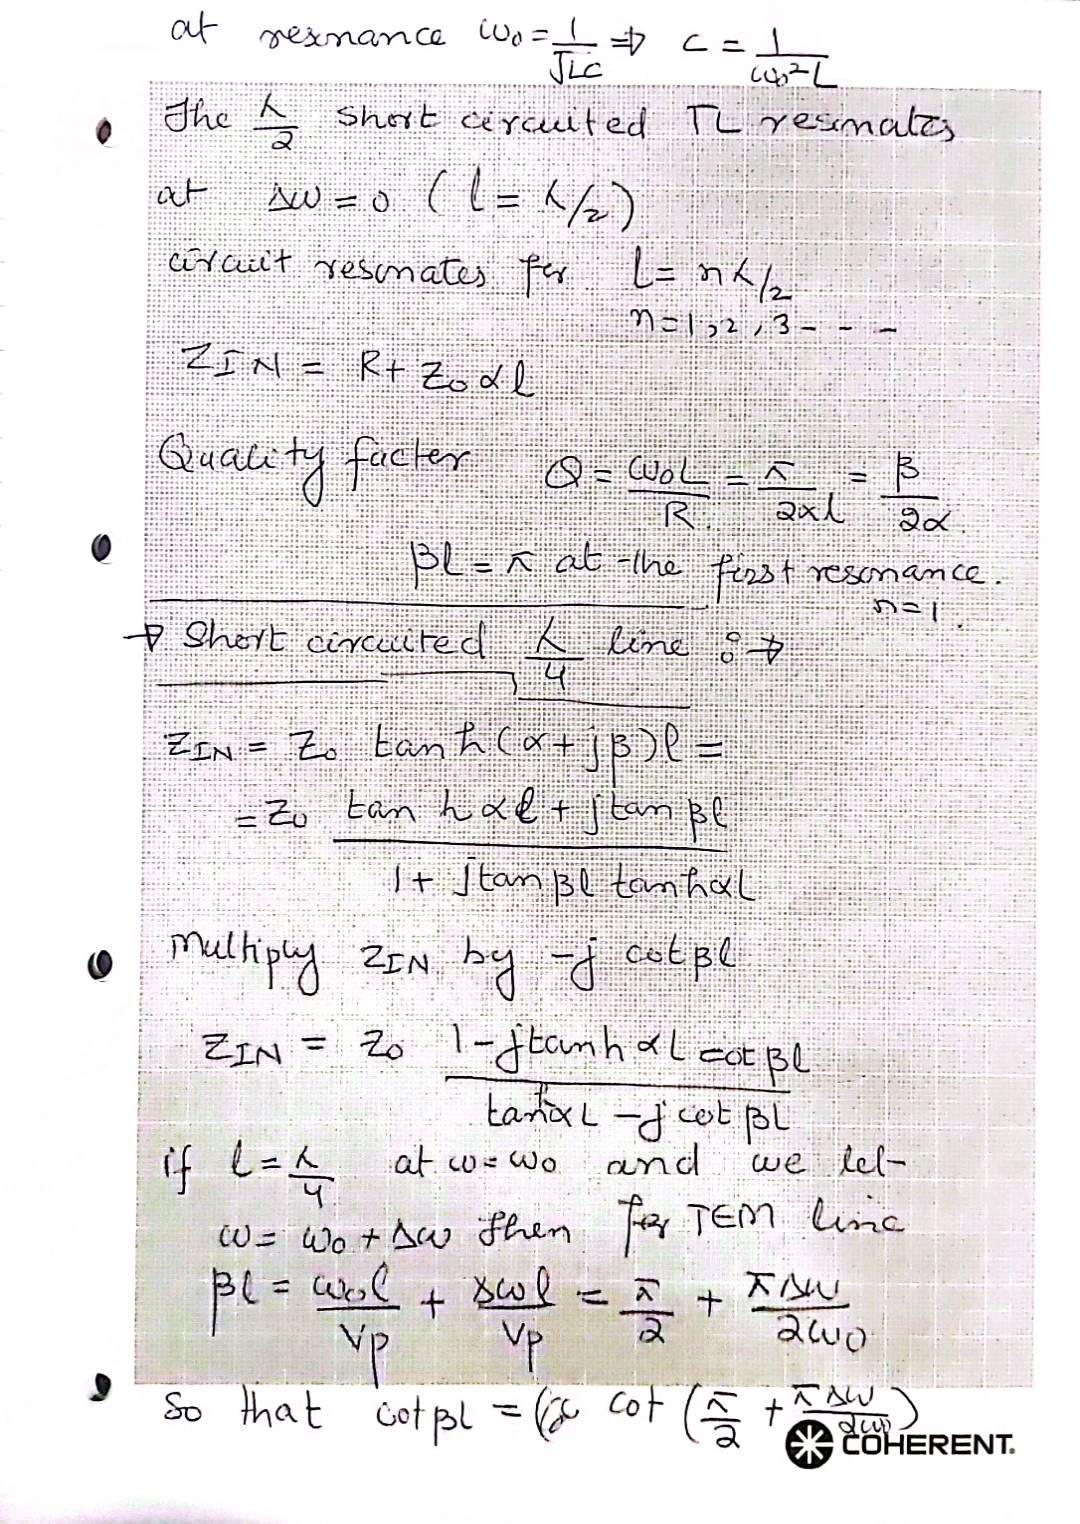 at resonance ω₀ = 1/√LC ⇒ C = 1/ω₀²L
The λ/2 short circuited TL resonates
at Δω = 0 (l = λ/2)
circuit resonates for l = nλ/2
n = 1, 2, 3 - - -
ZIN = R + Z₀ αl
Quality factor Q = ω₀L/R = π/2αl = β/2α.
βl = π at the first resonance.
n = 1.
→ Short circuited λ/4 line :→
ZIN = Z₀ tanh(α + jβ)l =
= Z₀ (tanh αl + j tan βl)/(1 + j tan βl tanh αl)
Multiply ZIN by -j cot βl
ZIN = Z₀ (1 - j tanh αl cot βl)/(tanh αl - j cot βl)
if l = λ/4 at ω = ω₀ and we let
ω = ω₀ + Δω then for TEM line
βl = ω₀l/Vp + Δωl/Vp = π/2 + πΔω/2ω₀
So that cot βl = cot (π/2 + πΔω/2ω₀)
COHERENT.